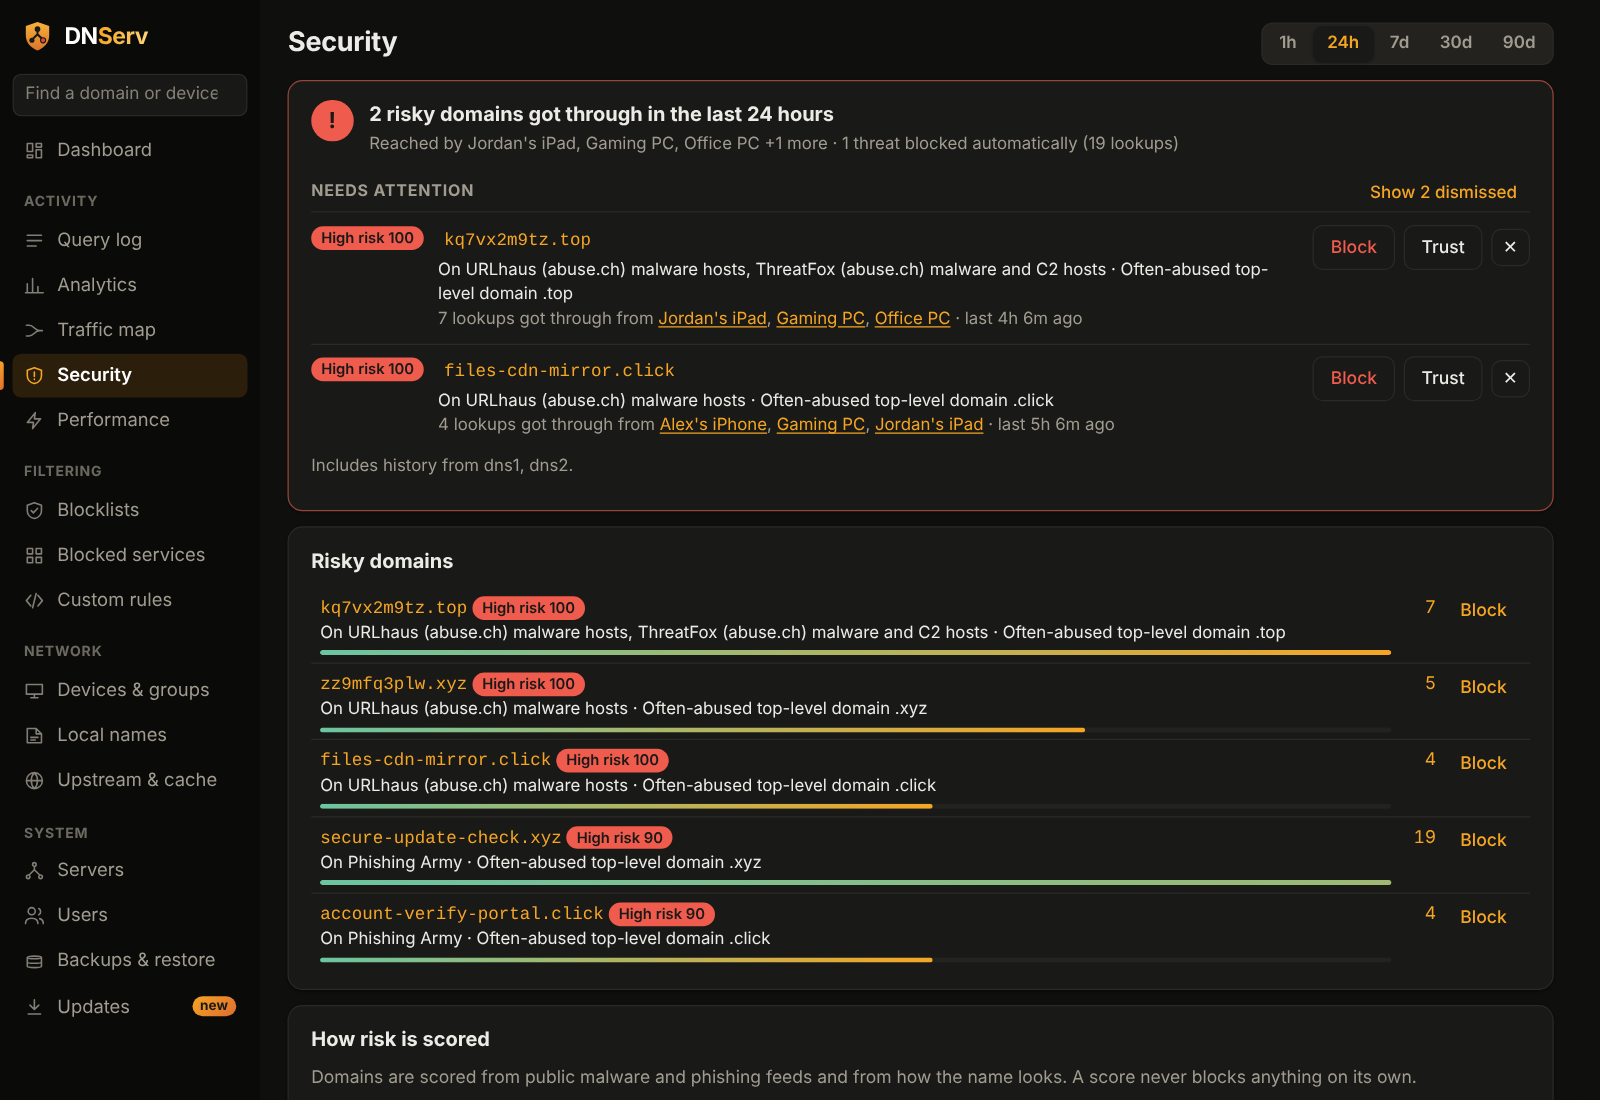 DNServ
Find a domain or device
Dashboard
ACTIVITY
Query log
Analytics
Traffic map
Security
Performance
FILTERING
Blocklists
Blocked services
Custom rules
NETWORK
Devices & groups
Local names
Upstream & cache
SYSTEM
Servers
Users
Backups & restore
Updates new
Security
1h 24h 7d 30d 90d
! 2 risky domains got through in the last 24 hours
Reached by Jordan's iPad, Gaming PC, Office PC +1 more · 1 threat blocked automatically (19 lookups)
NEEDS ATTENTION Show 2 dismissed
High risk 100 kq7vx2m9tz.top Block Trust ✕
On URLhaus (abuse.ch) malware hosts, ThreatFox (abuse.ch) malware and C2 hosts · Often-abused top-
level domain .top
7 lookups got through from Jordan's iPad, Gaming PC, Office PC · last 4h 6m ago
High risk 100 files-cdn-mirror.click Block Trust ✕
On URLhaus (abuse.ch) malware hosts · Often-abused top-level domain .click
4 lookups got through from Alex's iPhone, Gaming PC, Jordan's iPad · last 5h 6m ago
Includes history from dns1, dns2.
Risky domains
kq7vx2m9tz.top High risk 100 7 Block
On URLhaus (abuse.ch) malware hosts, ThreatFox (abuse.ch) malware and C2 hosts · Often-abused top-level domain .top
zz9mfq3plw.xyz High risk 100 5 Block
On URLhaus (abuse.ch) malware hosts · Often-abused top-level domain .xyz
files-cdn-mirror.click High risk 100 4 Block
On URLhaus (abuse.ch) malware hosts · Often-abused top-level domain .click
secure-update-check.xyz High risk 90 19 Block
On Phishing Army · Often-abused top-level domain .xyz
account-verify-portal.click High risk 90 4 Block
On Phishing Army · Often-abused top-level domain .click
How risk is scored
Domains are scored from public malware and phishing feeds and from how the name looks. A score never blocks anything on its own.